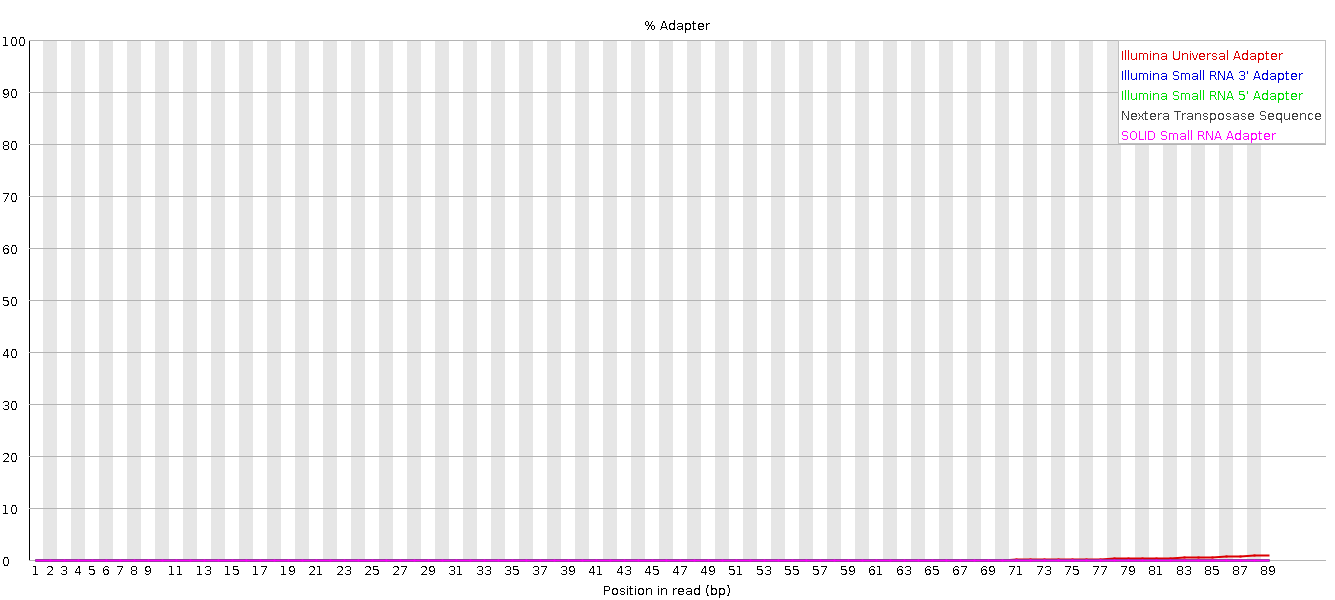 % Adapter
100
90
80
70
60
50
40
30
20
10
0
Illumina Universal Adapter
Illumina Small RNA 3' Adapter
Illumina Small RNA 5' Adapter
Nextera Transposase Sequence
SOLID Small RNA Adapter
1 2 3 4 5 6 7 8 9 11 13 15 17 19 21 23 25 27 29 31 33 35 37 39 41 43 45 47 49 51 53 55 57 59 61 63 65 67 69 71 73 75 77 79 81 83 85 87 89
Position in read (bp)